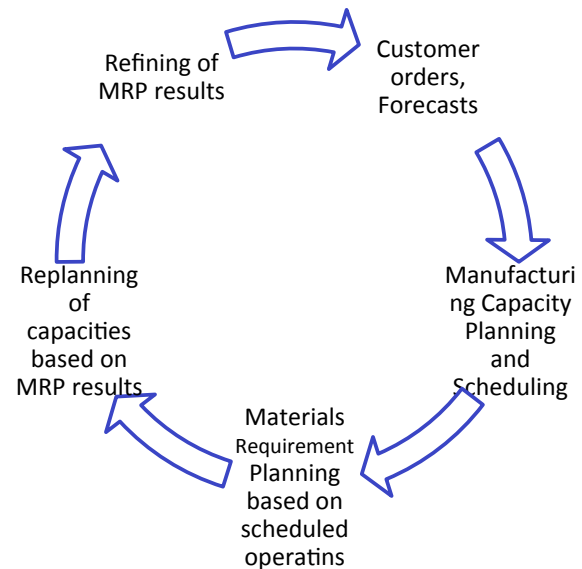 Customer
orders,
Forecasts
Manufacturi
ng Capacity
Planning
and
Scheduling
Materials
Requirement
Planning
based on
scheduled
operatins
Replanning
of
capacities
based on
MRP results
Refining of
MRP results